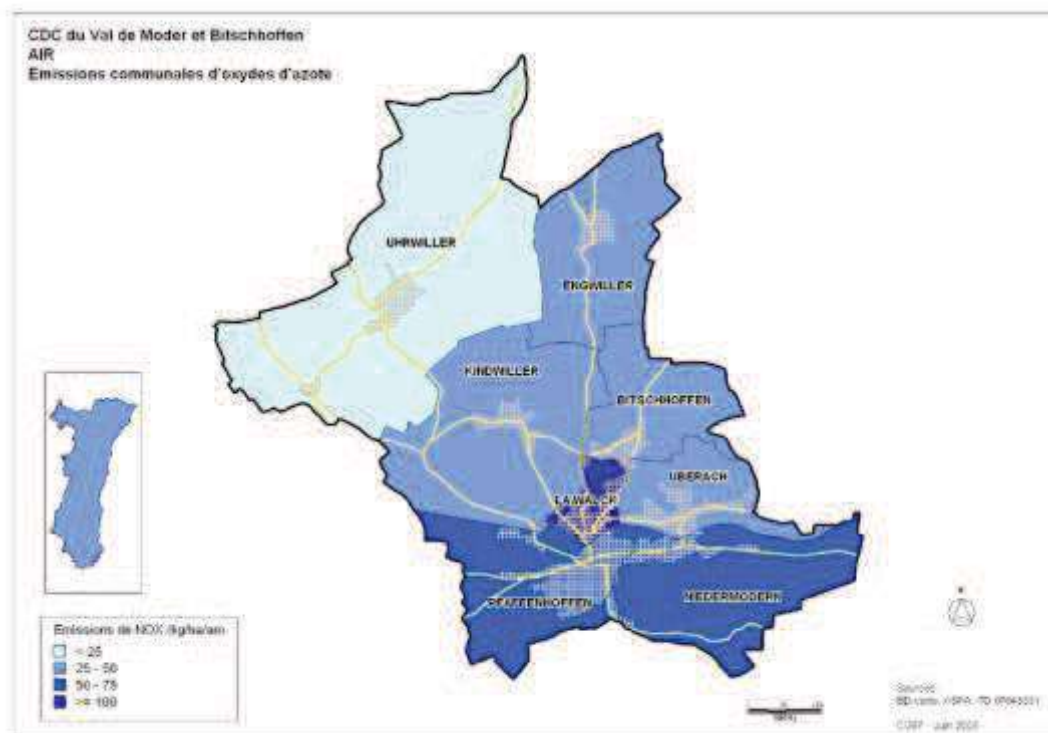 CDC du Val de Moder et Bitschhoffen
AIR
Emissions communales d'oxydes d'azote
UHRWILLER
ENGWILLER
KINDWILLER
BITSCHHOFFEN
UBERACH
LA WALCK
PFAFFENHOFFEN
NIEDERMODERN
Emissions de NOX (kg/ha/an)
< 25
25 - 50
50 - 75
>= 100
Sources